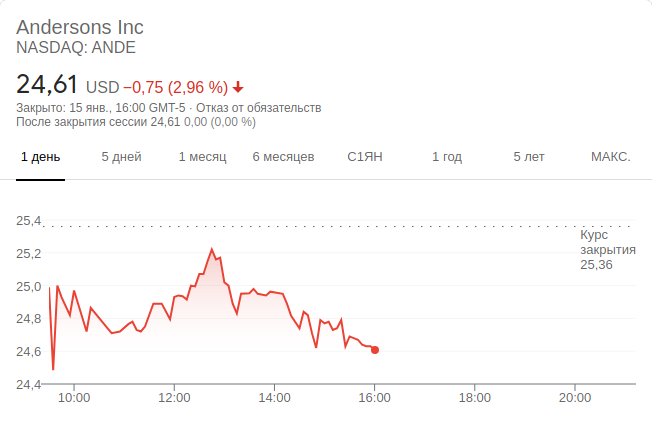 Andersons Inc
NASDAQ: ANDE
24,61 USD −0,75 (2,96 %)
Закрыто: 15 янв., 16:00 GMT-5 · Отказ от обязательств
После закрытия сессии 24,61 0,00 (0,00 %)
1 день 5 дней 1 месяц 6 месяцев С1ЯН 1 год 5 лет МАКС.
25,4
Курс
закрытия
25,36
25,2
25,0
24,8
24,6
24,4
10:00 12:00 14:00 16:00 18:00 20:00